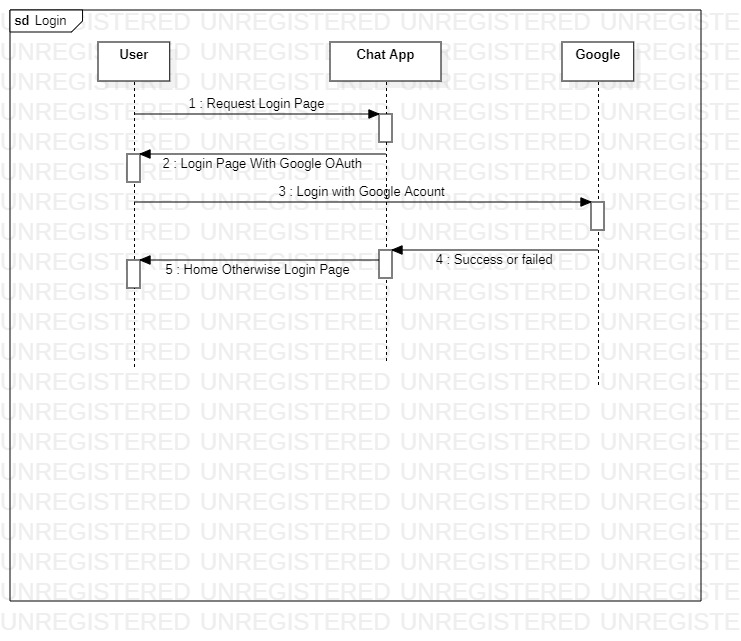 sd Login
User
Chat App
Google
1 : Request Login Page
2 : Login Page With Google OAuth
3 : Login with Google Acount
4 : Success or failed
5 : Home Otherwise Login Page
UNREGISTERED UNREGISTERED UNREGISTERED UNREGISTE